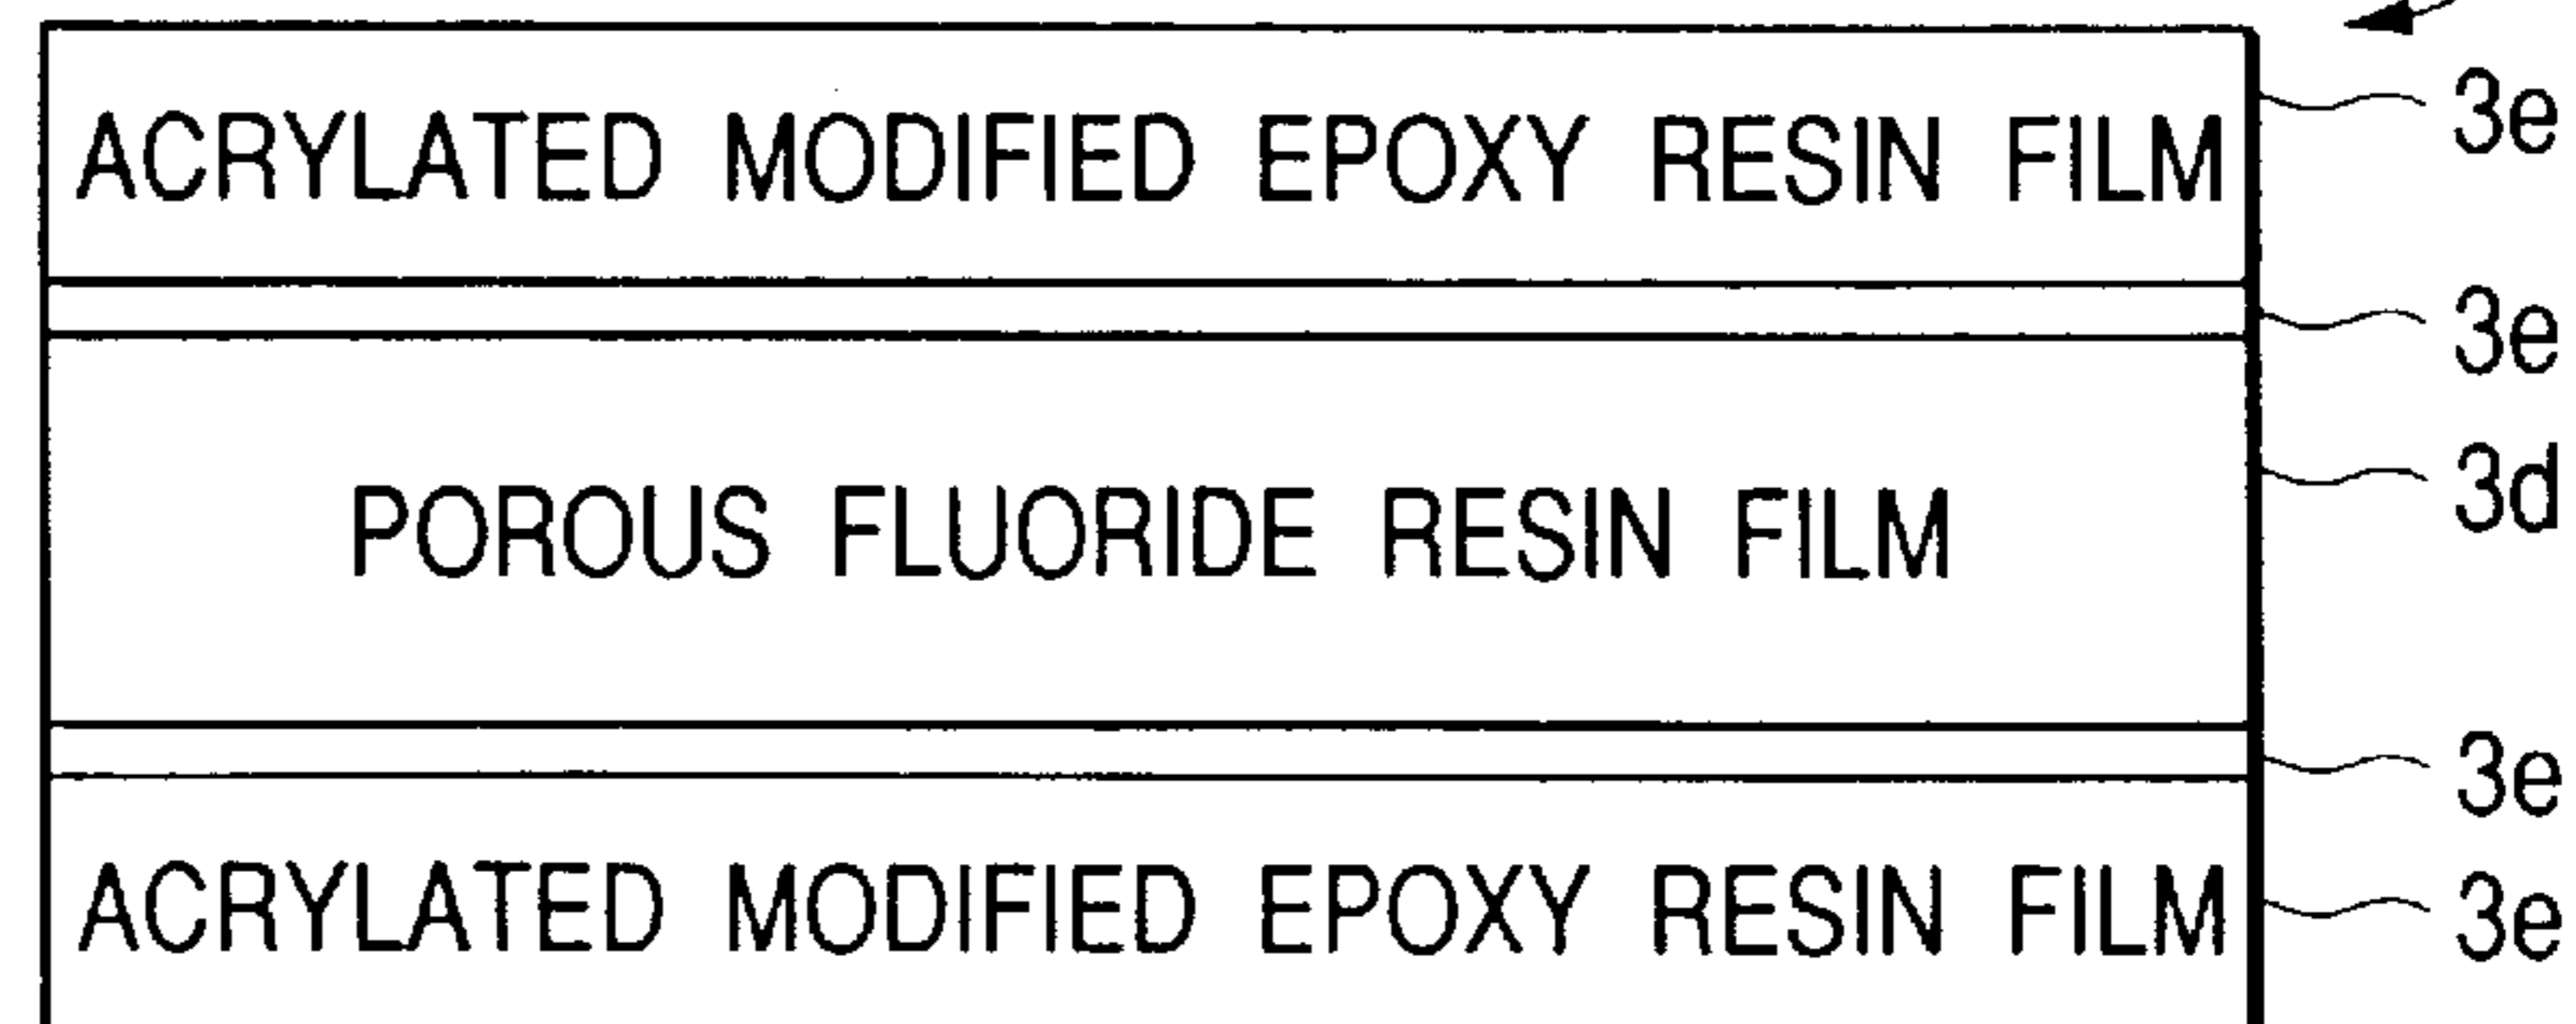 ACRYLATED MODIFIED EPOXY RESIN FILM 3e
3e
POROUS FLUORIDE RESIN FILM 3d
3e
ACRYLATED MODIFIED EPOXY RESIN FILM 3e